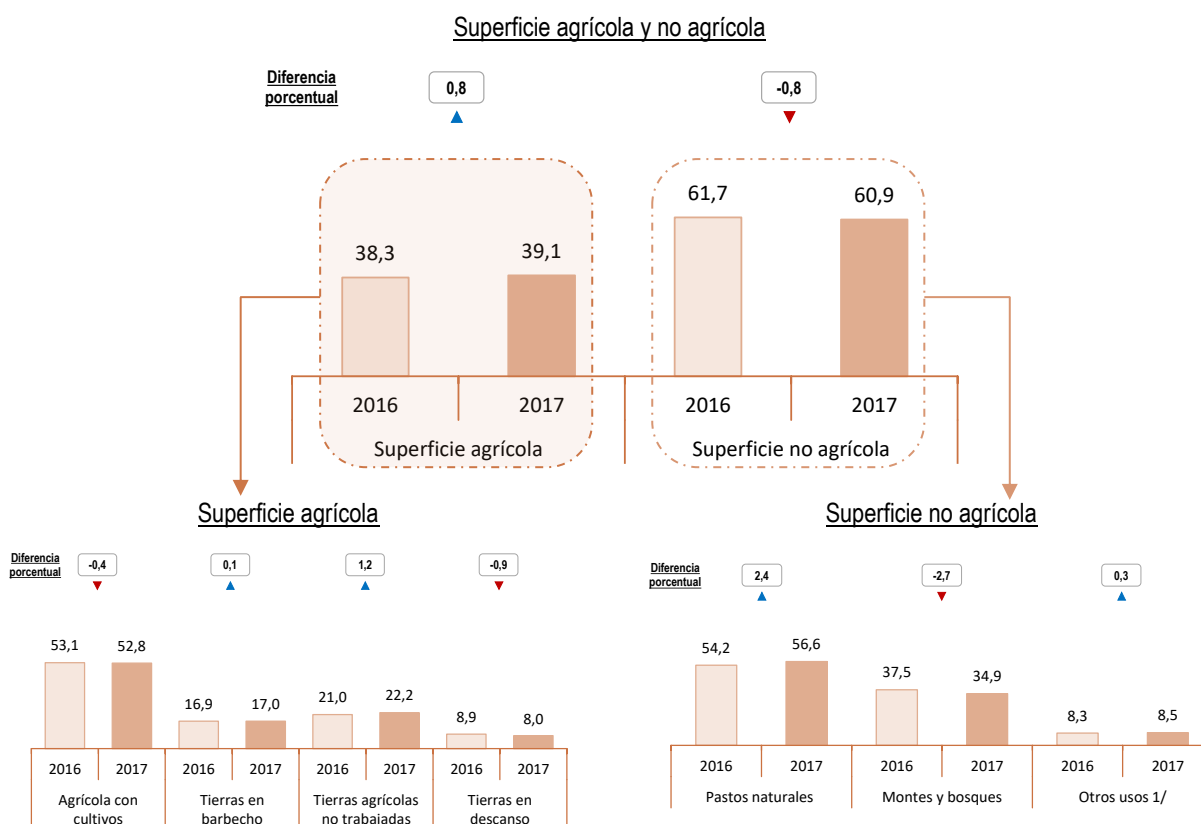 Superficie agrícola y no agrícola
Diferencia
porcentual
0,8
-0,8
38,3
39,1
61,7
60,9
2016
2017
2016
2017
Superficie agrícola
Superficie no agrícola
Superficie agrícola
Diferencia
porcentual
-0,4
0,1
1,2
-0,9
53,1
52,8
16,9
17,0
21,0
22,2
8,9
8,0
2016
2017
2016
2017
2016
2017
2016
2017
Agrícola con
cultivos
Tierras en
barbecho
Tierras agrícolas
no trabajadas
Tierras en
descanso
Superficie no agrícola
Diferencia
porcentual
2,4
-2,7
0,3
54,2
56,6
37,5
34,9
8,3
8,5
2016
2017
2016
2017
2016
2017
Pastos naturales
Montes y bosques
Otros usos 1/